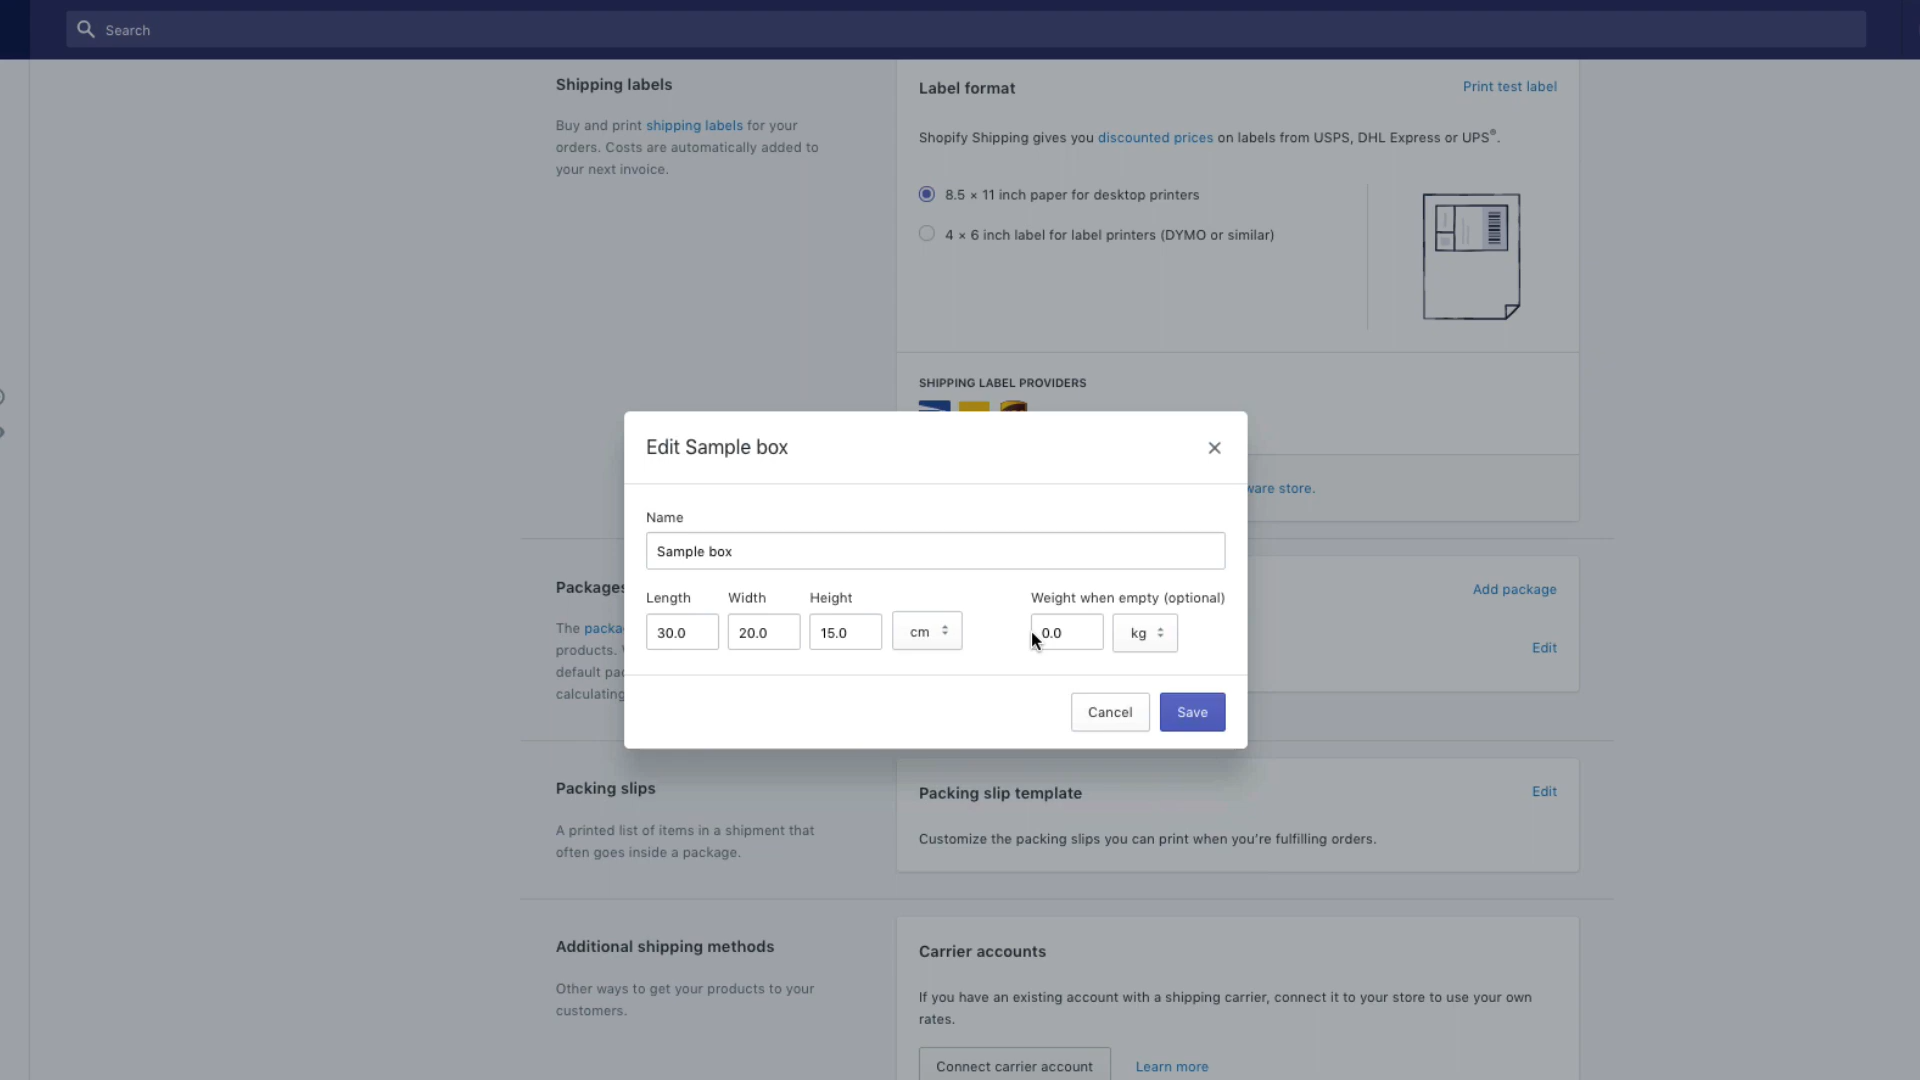 Search
Shipping labels
Buy and print shipping labels for your
orders. Costs are automatically added to
your next invoice.
Label format
Print test label
Shopify Shipping gives you discounted prices on labels from USPS, DHL Express or UPS®.
8.5 × 11 inch paper for desktop printers
4 × 6 inch label for label printers (DYMO or similar)
SHIPPING LABEL PROVIDERS
ware store.
Edit Sample box
Name
Sample box
Length
Width
Height
Weight when empty (optional)
30.0
20.0
15.0
cm
0.0
kg
Cancel
Save
Packages
The packa
products.
default pac
calculating
Add package
Edit
Packing slips
A printed list of items in a shipment that
often goes inside a package.
Packing slip template
Edit
Customize the packing slips you can print when you're fulfilling orders.
Additional shipping methods
Other ways to get your products to your
customers.
Carrier accounts
If you have an existing account with a shipping carrier, connect it to your store to use your own
rates.
Connect carrier account
Learn more